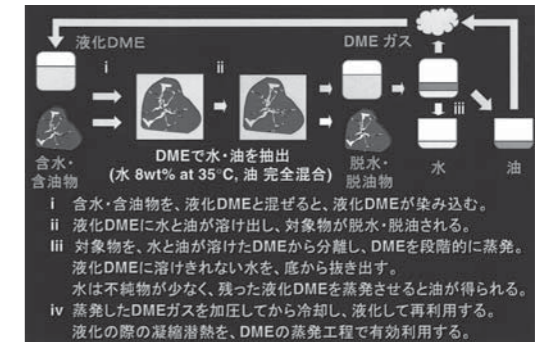 液化DME
DME ガス
i
ii
iii
含水・
含油物
DMEで水・油を抽出
(水 8wt% at 35°C, 油 完全混合)
脱水・
脱油物
水
油
i 含水・含油物を、液化DMEと混ぜると、液化DMEが染み込む。
ii 液化DMEに水と油が溶け出し、対象物が脱水・脱油される。
iii 対象物を、水と油が溶けたDMEから分離し、DMEを段階的に蒸発。
液化DMEに溶けきれない水を、底から抜き出す。
水は不純物が少なく、残った液化DMEを蒸発させると油が得られる。
iv 蒸発したDMEガスを加圧してから冷却し、液化して再利用する。
液化の際の凝縮潜熱を、DMEの蒸発工程で有効利用する。